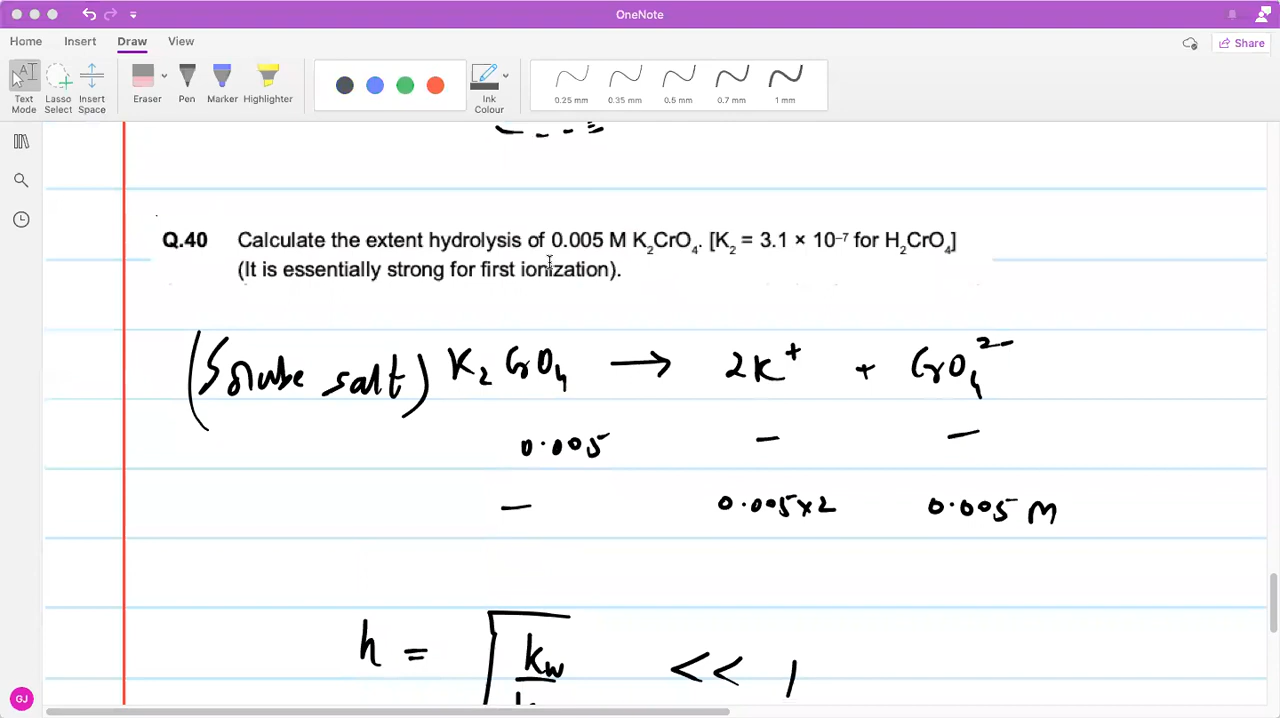 OneNote
Home Insert Draw View
Share
Text Mode
Lasso Select
Insert Space
Eraser
Pen
Marker
Highlighter
Ink Colour
0.25 mm
0.35 mm
0.5 mm
0.7 mm
1 mm
Q.40 Calculate the extent hydrolysis of 0.005 M K₂CrO₄. [K₂ = 3.1 × 10⁻⁷ for H₂CrO₄]
(It is essentially strong for first ionization).
(Soluble salt) K₂CrO₄ → 2K⁺ + CrO₄²⁻
0.005 – –
– 0.005×2 0.005 M
h = √ Kw << 1
GJ